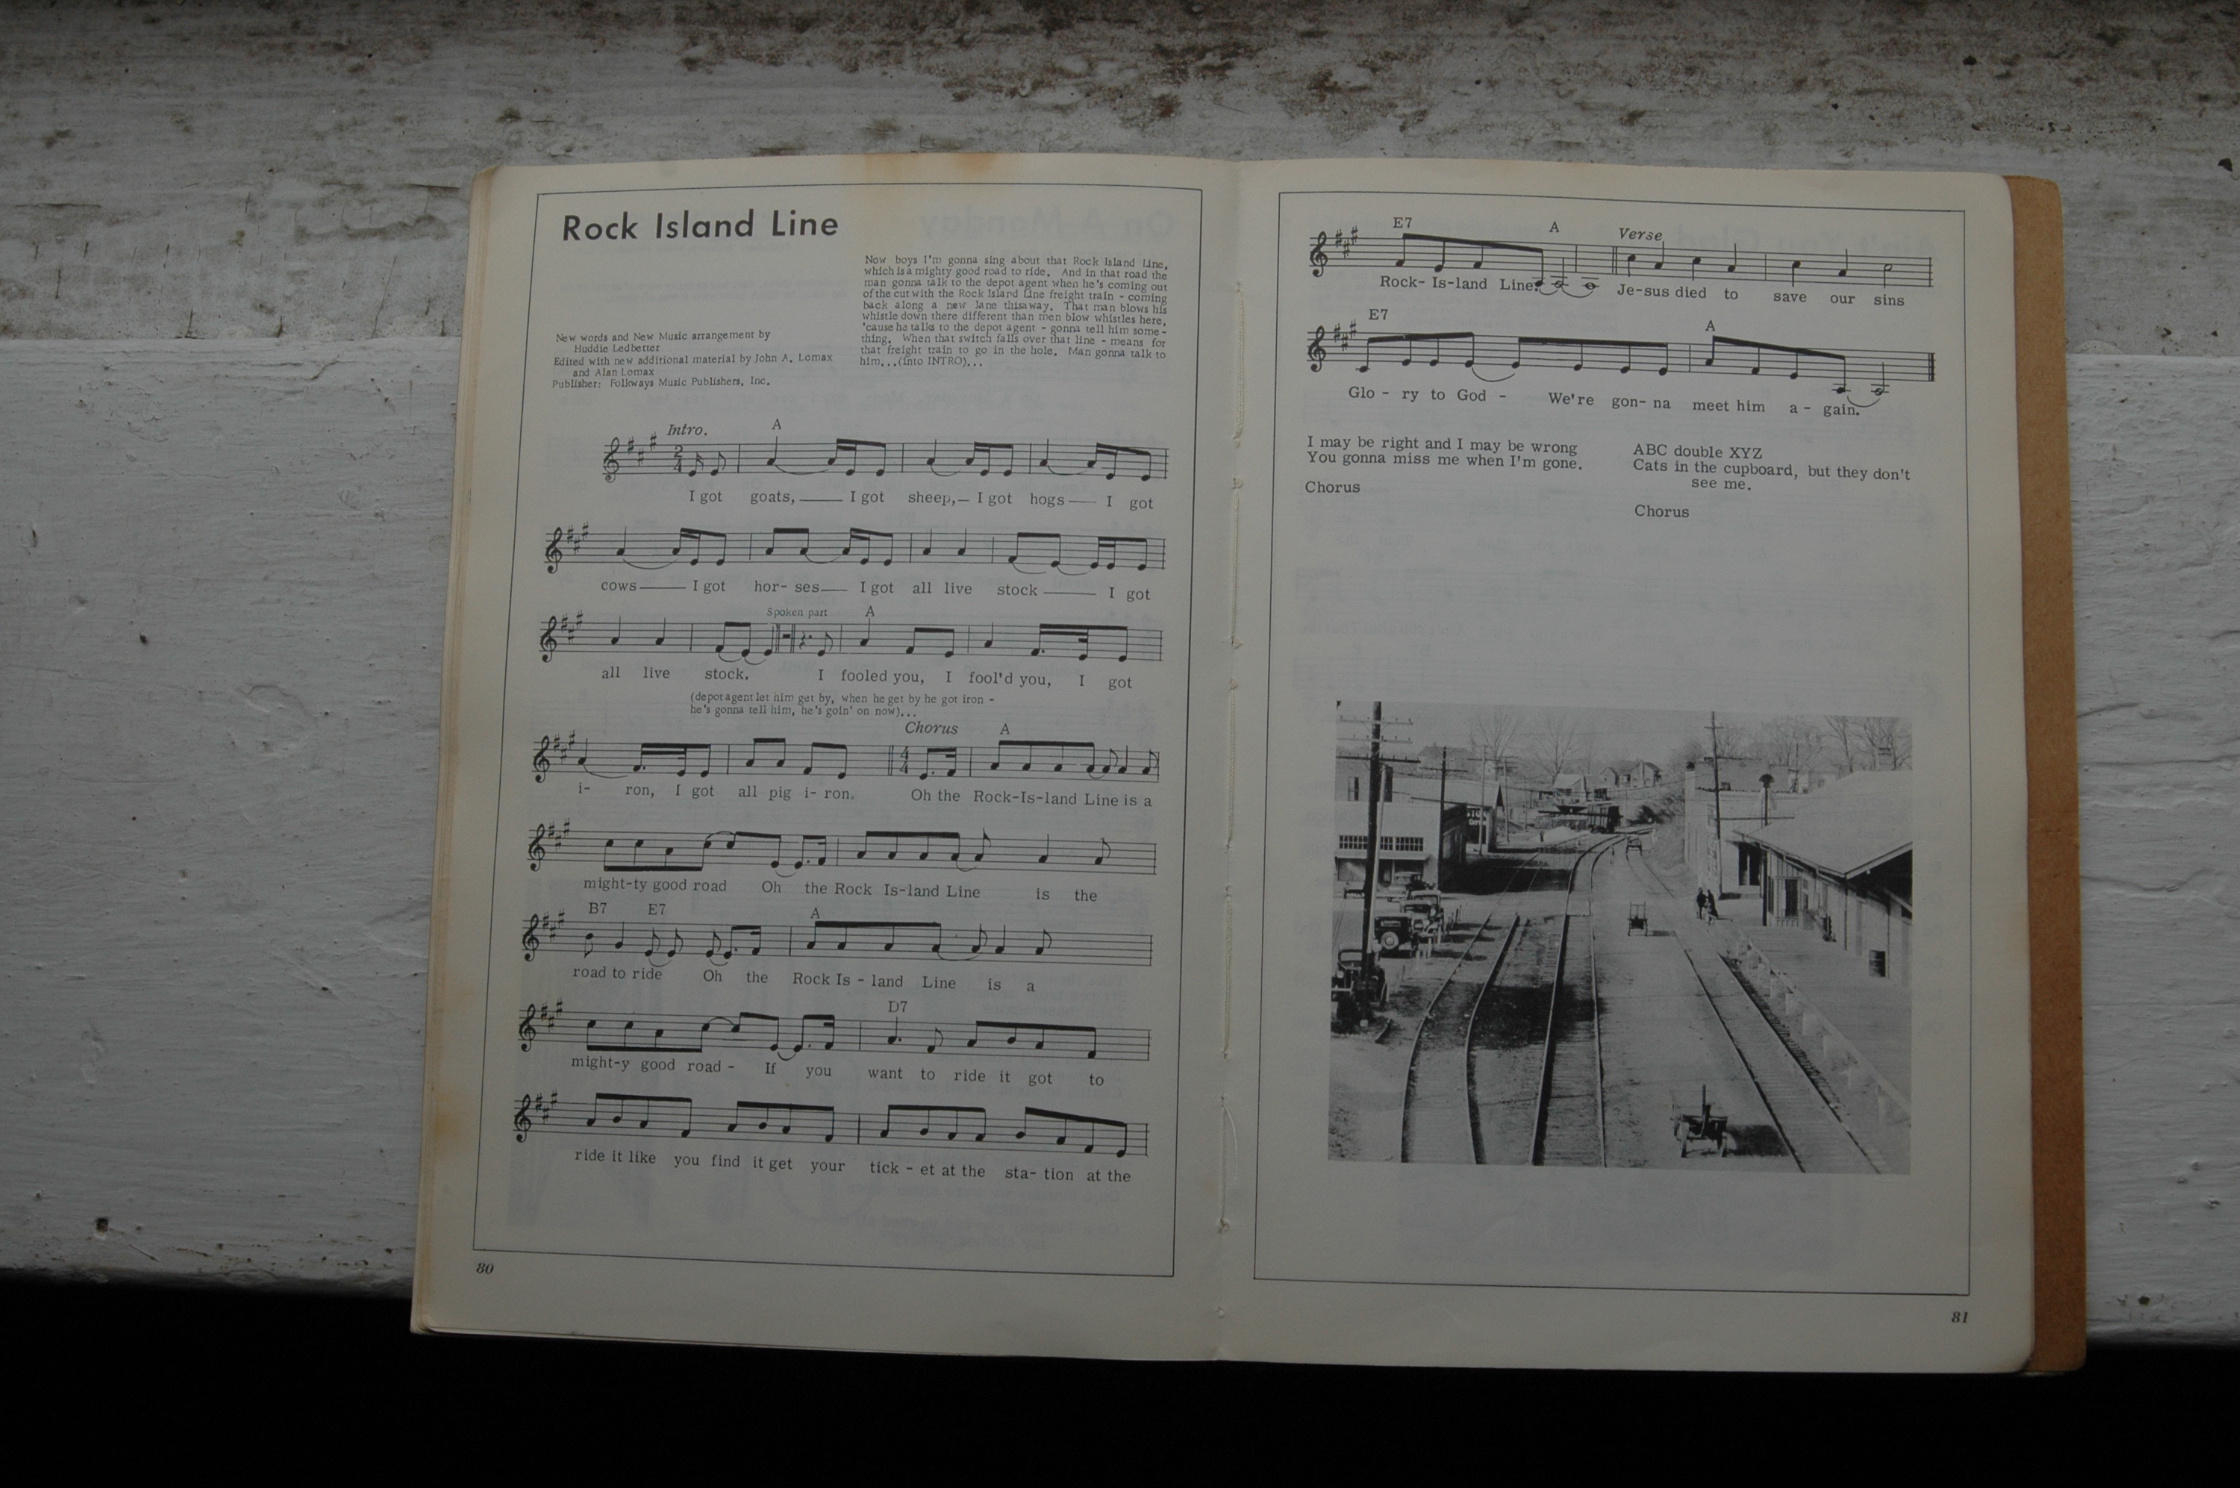 Rock Island Line
Now boys I'm gonna sing about that Rock Island Line,
which is a mighty good road to ride. And in that road the
man gonna talk to the depot agent when he's coming out
of the cut with the Rock Island Line freight train - coming
back along a new lane thisaway. That man blows his
whistle down there different than men blow whistles here,
'cause he talks to the depot agent - gonna tell him some-
thing. When that switch falls over that line - means for
that freight train to go in the hole. Man gonna talk to
him...(into INTRO)...
New words and New Music arrangement by
Huddie Ledbetter
Edited with new additional material by John A. Lomax
and Alan Lomax
Publisher: Folkways Music Publishers, Inc.
Intro. A
2
4
I got goats, I got sheep, I got hogs I got
cows I got hor- ses I got all live stock I got
Spoken part A
all live stock. I fooled you, I fool'd you, I got
(depot agent let him get by, when he get by he got iron -
he's gonna tell him, he's goin' on now)...
Chorus A
4
4
i- ron, I got all pig i- ron. Oh the Rock-Is-land Line is a
might-ty good road Oh the Rock Is-land Line is the
B7 E7 A
road to ride Oh the Rock Is - land Line is a
D7
might-y good road - If you want to ride it got to
ride it like you find it get your tick - et at the sta- tion at the
80
E7 A Verse
Rock- Is-land Line. Je-sus died to save our sins
E7 A
Glo - ry to God - We're gon- na meet him a - gain.
I may be right and I may be wrong
You gonna miss me when I'm gone.
Chorus
ABC double XYZ
Cats in the cupboard, but they don't
see me.
Chorus
81